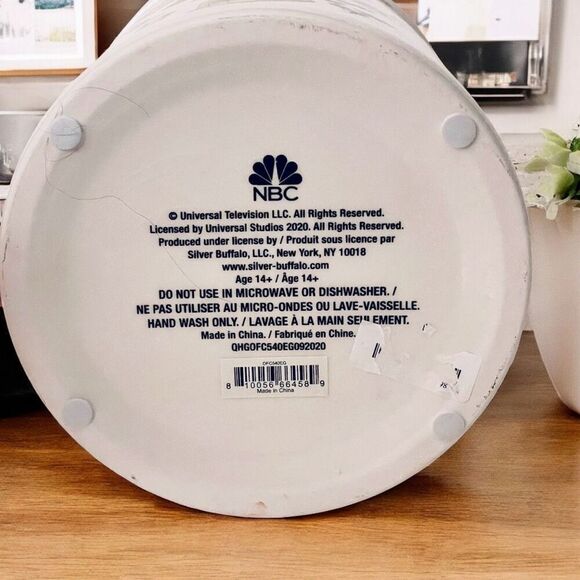 NBC
© Universal Television LLC. All Rights Reserved.
Licensed by Universal Studios 2020. All Rights Reserved.
Produced under license by / Produit sous licence par
Silver Buffalo, LLC., New York, NY 10018
www.silver-buffalo.com
Age 14+ / Âge 14+
DO NOT USE IN MICROWAVE OR DISHWASHER. /
NE PAS UTILISER AU MICRO-ONDES OU LAVE-VAISSELLE.
HAND WASH ONLY. / LAVAGE À LA MAIN SEULEMENT.
Made in China. / Fabriqué en Chine.
QHGOFC540EG092020
OFC540EG
8 10056 66458 9
Made in China